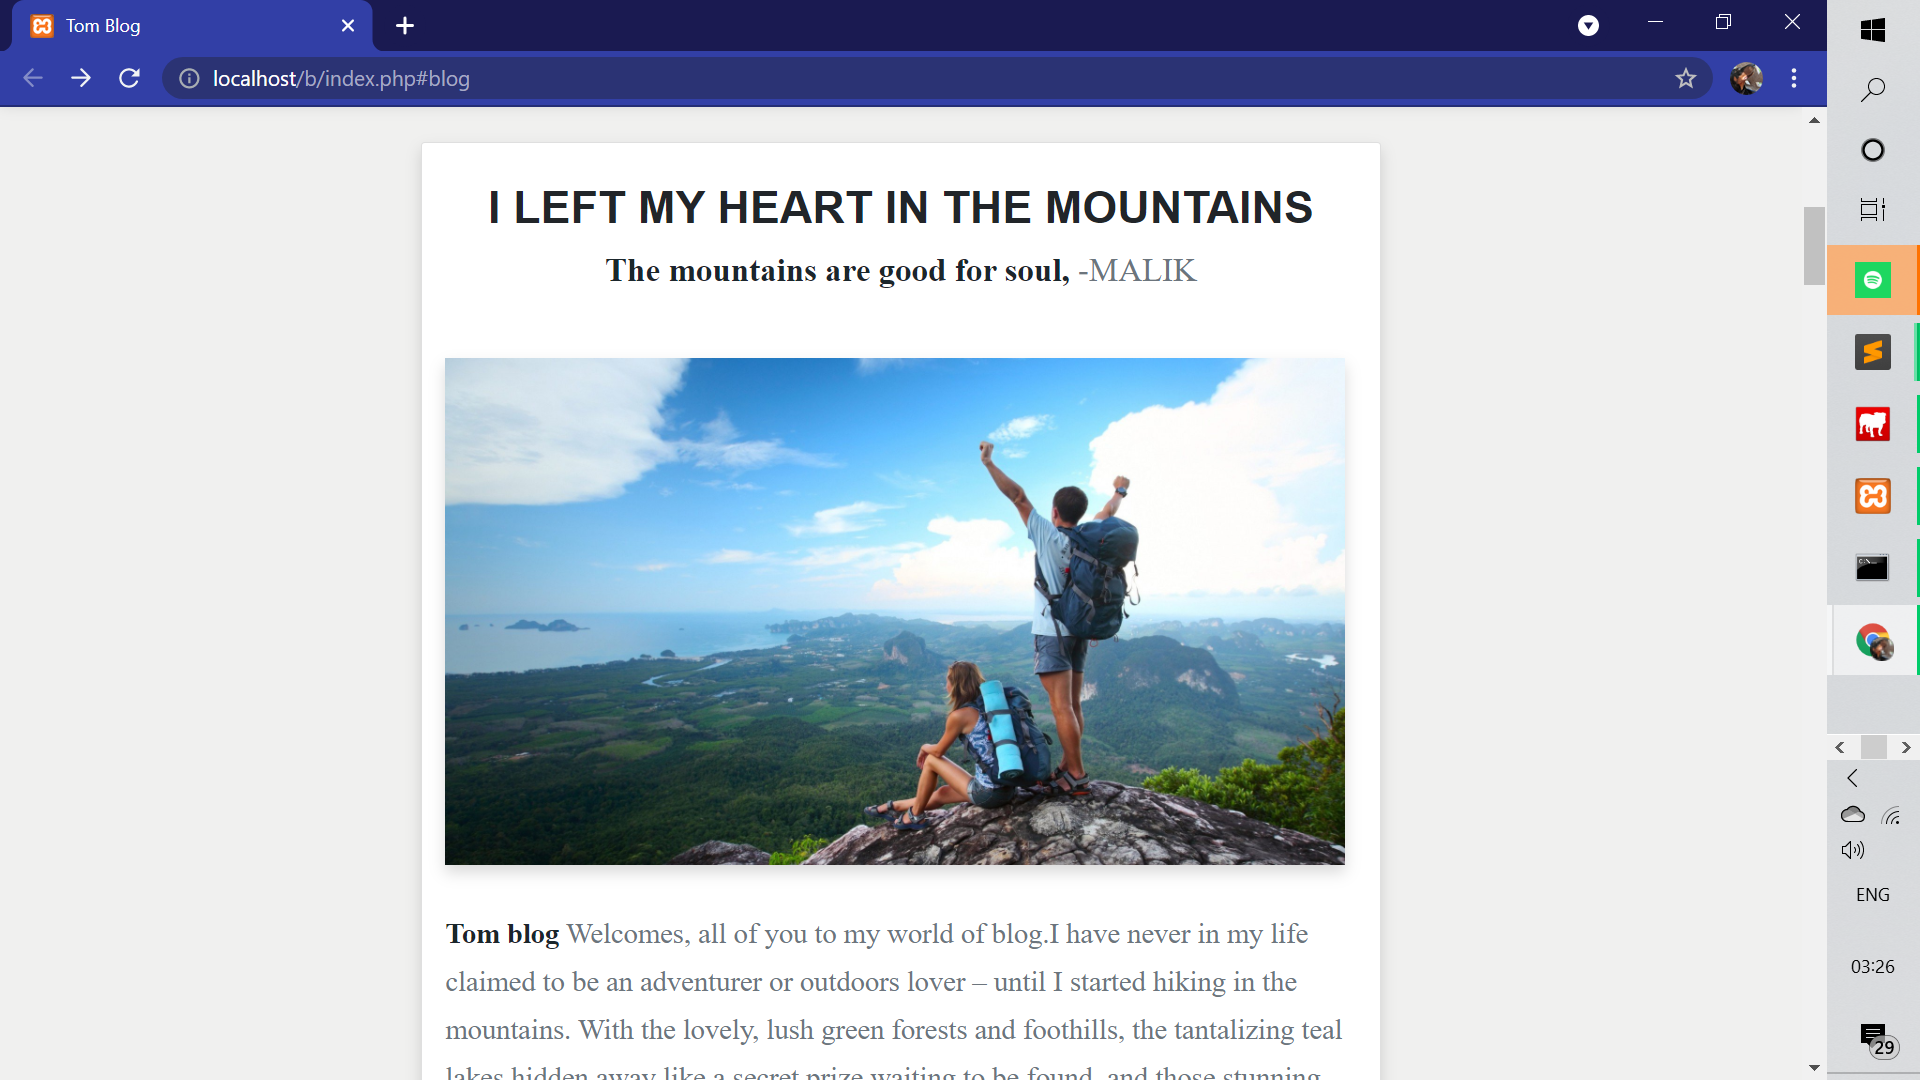 Tom Blog
localhost/b/index.php#blog
I LEFT MY HEART IN THE MOUNTAINS
The mountains are good for soul, -MALIK
Tom blog Welcomes, all of you to my world of blog.I have never in my life
claimed to be an adventurer or outdoors lover – until I started hiking in the
mountains. With the lovely, lush green forests and foothills, the tantalizing teal
lakes hidden away like a secret prize waiting to be found, and those stunning
ENG
03:26
29